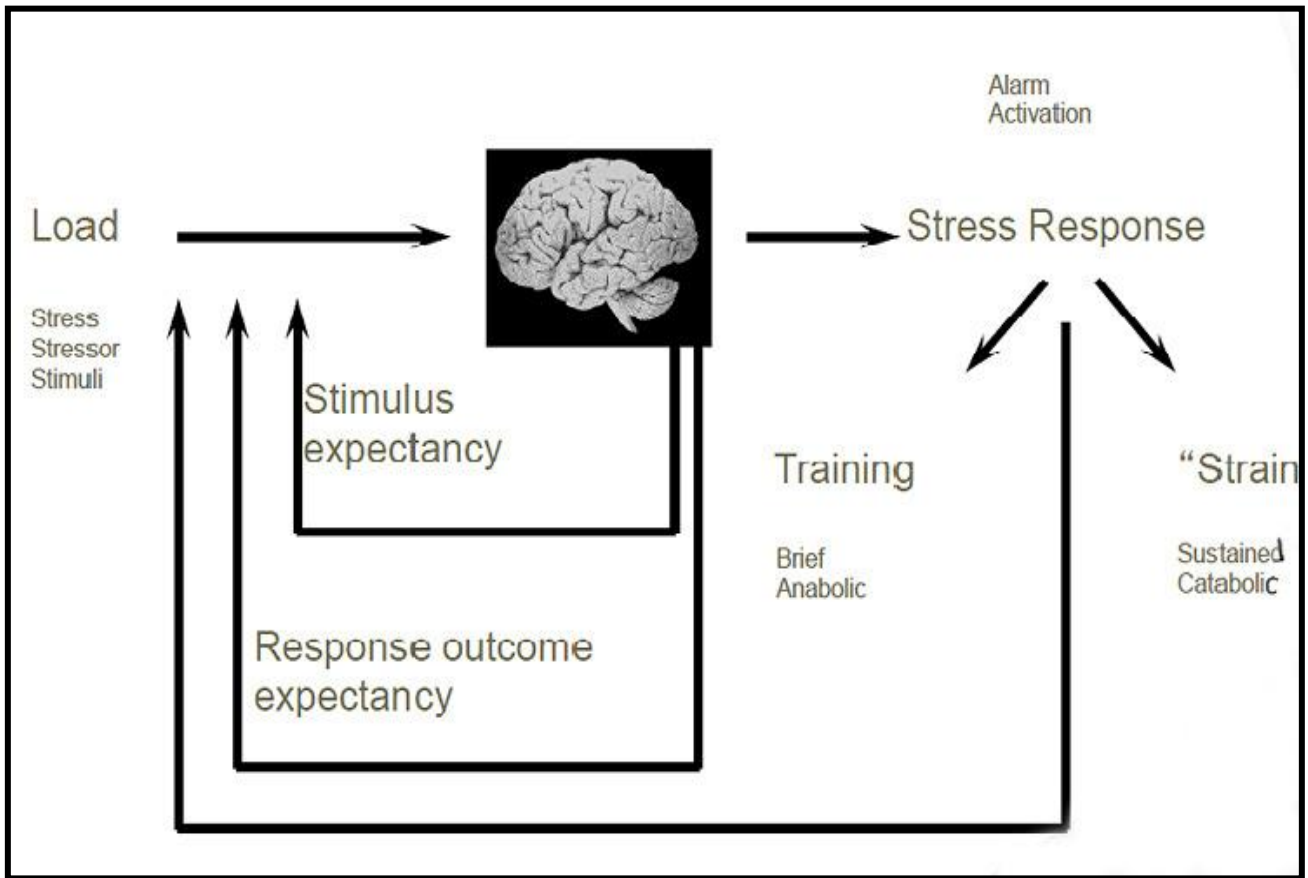 Alarm
Activation
Load
Stress Response
Stress
Stressor
Stimuli
Stimulus
expectancy
Training
“Strain
Brief
Anabolic
Sustained
Catabolic
Response outcome
expectancy